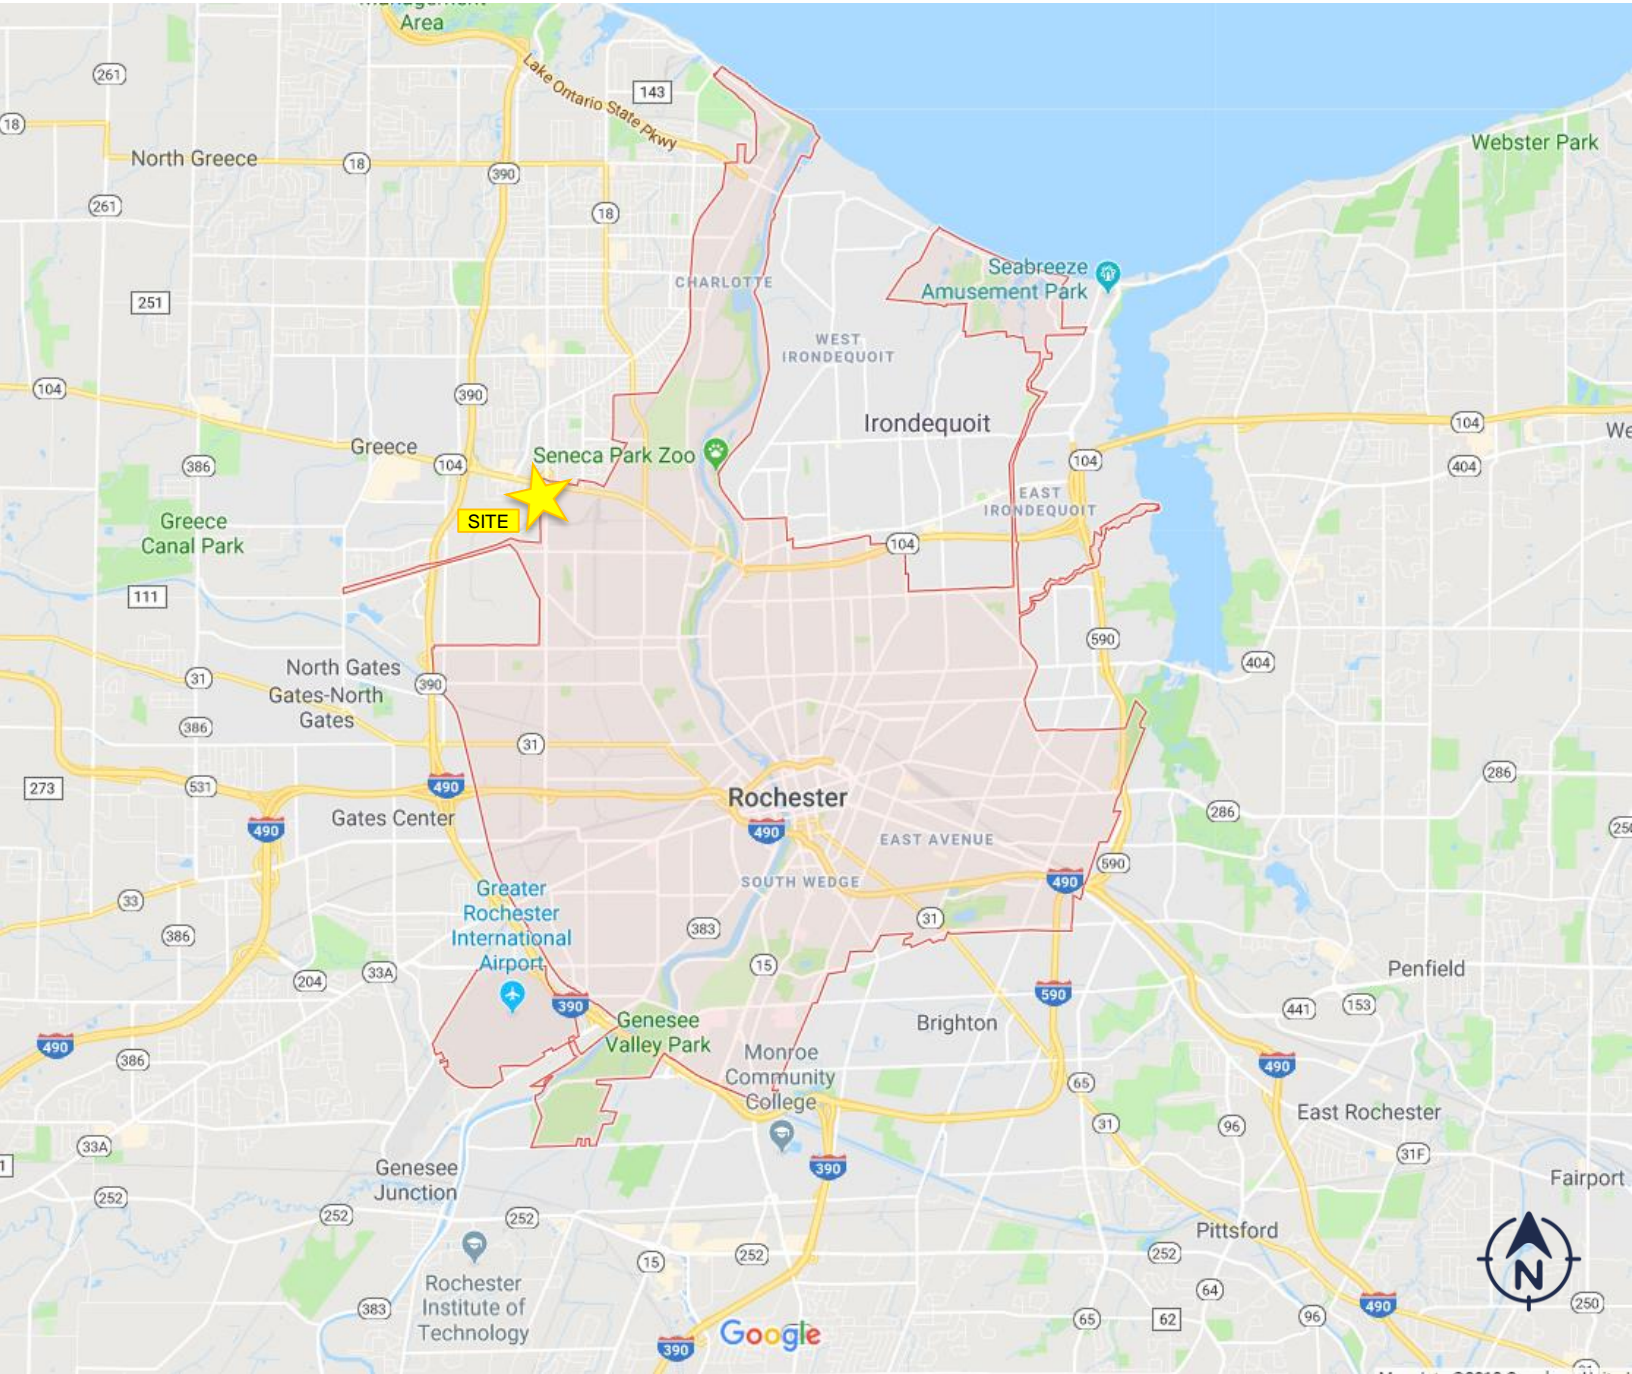 Area
261
143
Lake Ontario State Pkwy
18
North Greece
18
390
Webster Park
261
18
CHARLOTTE
Seabreeze
Amusement Park
251
WEST
IRONDEQUOIT
104
390
104
Irondequoit
Greece
104
Seneca Park Zoo
104
386
404
We
EAST
IRONDEQUOIT
SITE
Greece
Canal Park
104
111
590
404
North Gates
31
390
Gates-North
Gates
386
31
273
531
490
286
Rochester
Gates Center
490
490
286
250
EAST AVENUE
590
490
SOUTH WEDGE
Greater
Rochester
International
Airport
33
31
386
383
15
33A
204
Penfield
390
590
441
153
Genesee
Valley Park
Brighton
490
386
Monroe
Community
College
490
65
East Rochester
31
96
33A
31F
1
390
Genesee
Junction
Fairport
252
252
252
Pittsford
252
15
252
N
Rochester
Institute of
Technology
64
383
65
62
96
490
250
Google
390